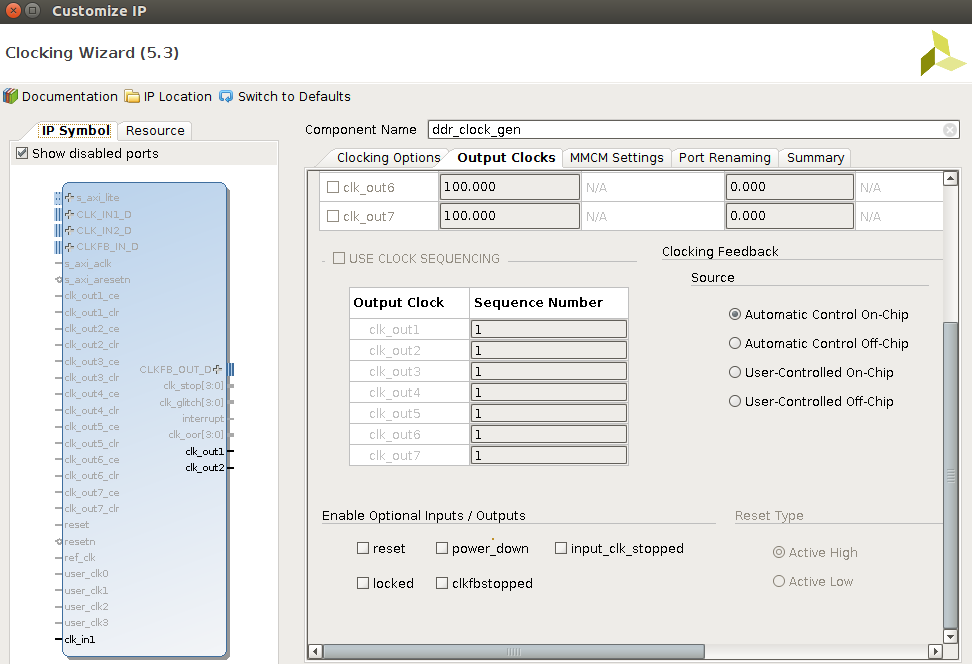 Customize IP
Clocking Wizard (5.3)
Documentation IP Location Switch to Defaults
IP Symbol Resource
Show disabled ports
s_axi_lite
CLK_IN1_D
CLK_IN2_D
CLKFB_IN_D
s_axi_aclk
s_axi_aresetn
clk_out1_ce
clk_out1_clr
clk_out2_ce
clk_out2_clr
clk_out3_ce
clk_out3_clr
clk_out4_ce
clk_out4_clr
clk_out5_ce
clk_out5_clr
clk_out6_ce
clk_out6_clr
clk_out7_ce
clk_out7_clr
reset
resetn
ref_clk
user_clk0
user_clk1
user_clk2
user_clk3
clk_in1
CLKFB_OUT_D
clk_stop[3:0]
clk_glitch[3:0]
interrupt
clk_oor[3:0]
clk_out1
clk_out2
Component Name ddr_clock_gen
Clocking Options Output Clocks MMCM Settings Port Renaming Summary
clk_out6 100.000 N/A 0.000 N/A
clk_out7 100.000 N/A 0.000 N/A
USE CLOCK SEQUENCING
Output Clock Sequence Number
clk_out1 1
clk_out2 1
clk_out3 1
clk_out4 1
clk_out5 1
clk_out6 1
clk_out7 1
Clocking Feedback
Source
Automatic Control On-Chip
Automatic Control Off-Chip
User-Controlled On-Chip
User-Controlled Off-Chip
Enable Optional Inputs / Outputs
reset power_down input_clk_stopped
locked clkfbstopped
Reset Type
Active High
Active Low